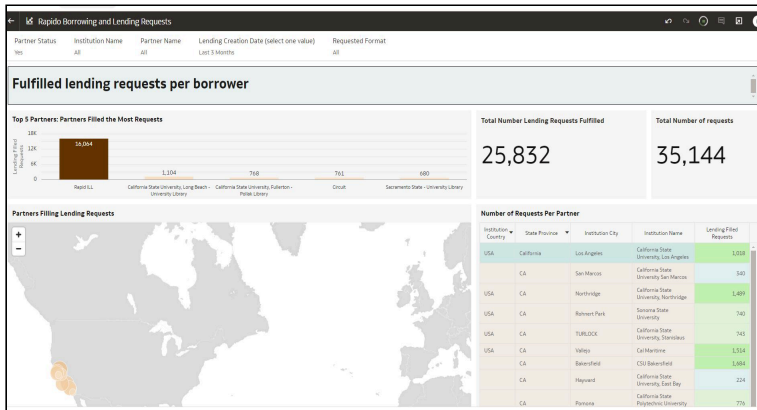 Rapido Borrowing and Lending Requests
Partner Status Institution Name Partner Name Lending Creation Date (select one value) Requested Format
Yes All All Last 3 Months All
Fulfilled lending requests per borrower
Top 5 Partners: Partners Filled the Most Requests
Lending Filled
Requests
18K
12K
6K
0
16,064
1,104
768
761
680
Rapid ILL
California State University, Long Beach -
University Library
California State University, Fullerton -
Pollak Library
Circuit
Sacramento State - University Library
Total Number Lending Requests Fulfilled
25,832
Total Number of requests
35,144
Partners Filling Lending Requests
+
−
Number of Requests Per Partner
Institution
Country
State Province
Institution City
Institution Name
Lending Filled
Requests
USA California Los Angeles California State
University, Los Angeles 1,018
CA San Marcos California State
University San Marcos 340
USA CA Northridge California State
University, Northridge 1,489
CA Rohnert Park Sonoma State
University 740
USA CA TURLOCK California State
University, Stanislaus 745
USA CA Vallejo Cal Maritime 1,514
CA Bakersfield CSU Bakersfield 1,684
CA Hayward California State
University, East Bay 224
CA Pomona California State
Polytechnic University 776